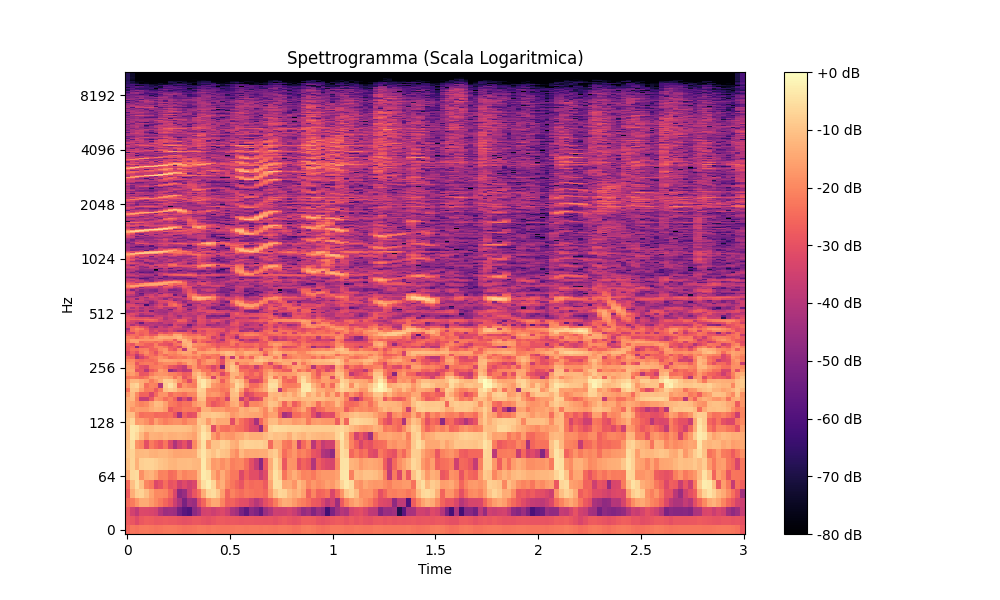 Spettrogramma (Scala Logaritmica)
Hz
8192
4096
2048
1024
512
256
128
64
0
0
0.5
1
1.5
2
2.5
3
Time
+0 dB
-10 dB
-20 dB
-30 dB
-40 dB
-50 dB
-60 dB
-70 dB
-80 dB